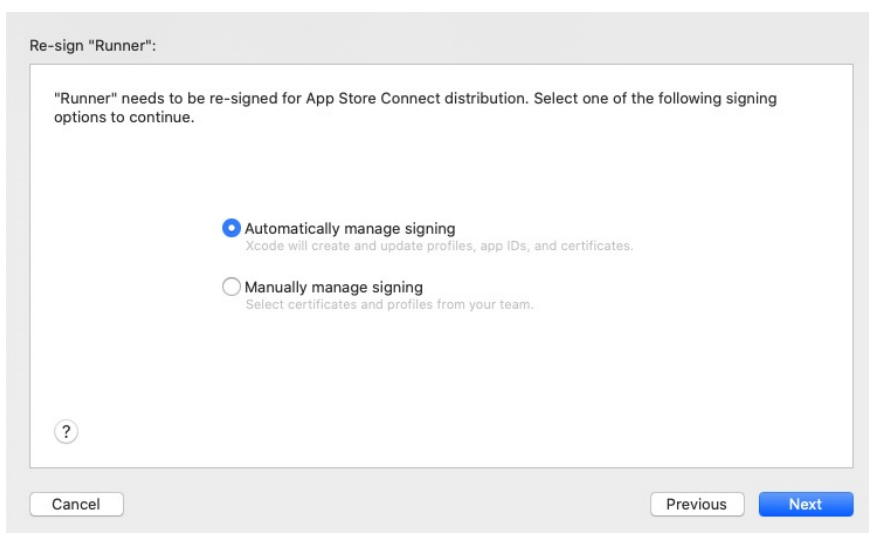 Re-sign "Runner":
"Runner" needs to be re-signed for App Store Connect distribution. Select one of the following signing
options to continue.
Automatically manage signing
Xcode will create and update profiles, app IDs, and certificates.
Manually manage signing
Select certificates and profiles from your team.
?
Cancel
Previous
Next